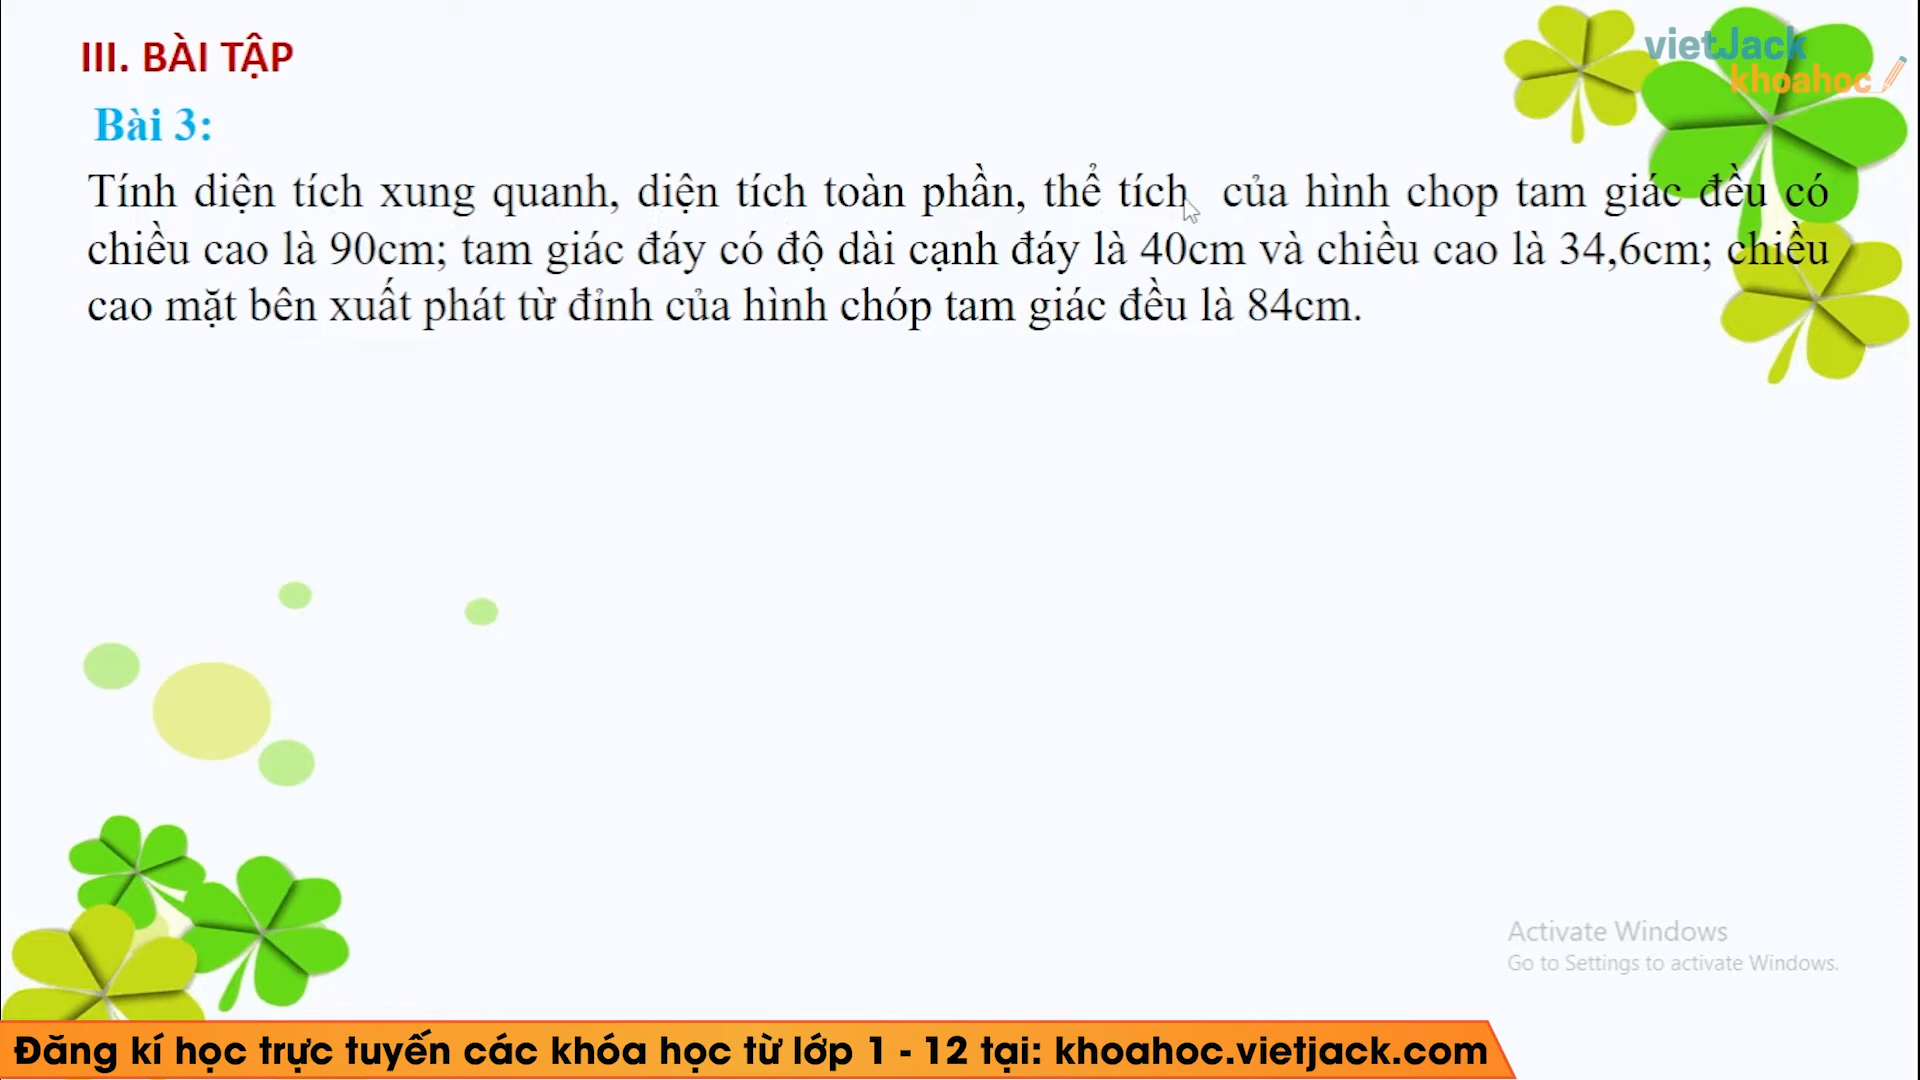 III. BÀI TẬP
vietJack
khoahoc
Bài 3:
Tính diện tích xung quanh, diện tích toàn phần, thể tích của hình chop tam giác đều có
chiều cao là 90cm; tam giác đáy có độ dài cạnh đáy là 40cm và chiều cao là 34,6cm; chiều
cao mặt bên xuất phát từ đỉnh của hình chóp tam giác đều là 84cm.
Activate Windows
Go to Settings to activate Windows.
Đăng kí học trực tuyến các khóa học từ lớp 1 - 12 tại: khoahoc.vietjack.com